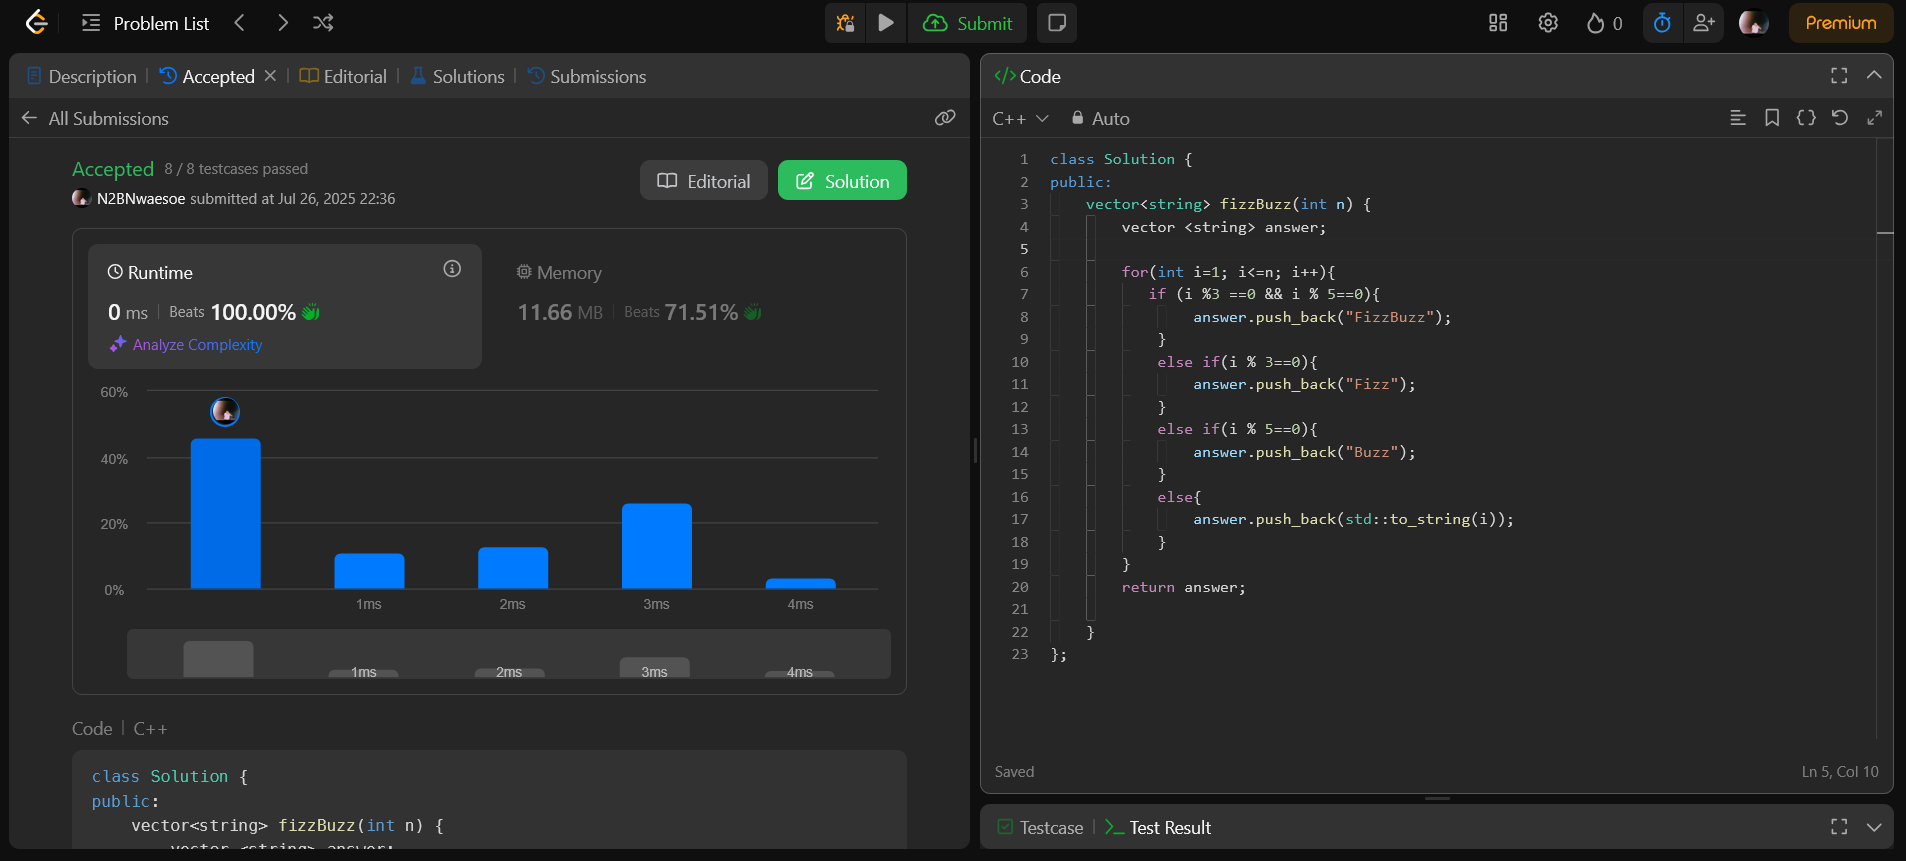 Problem List
Submit
0
Premium
Description
Accepted
Editorial
Solutions
Submissions
All Submissions
Accepted 8 / 8 testcases passed
N2BNwaesoe submitted at Jul 26, 2025 22:36
Editorial
Solution
Runtime
0 ms Beats 100.00%
Analyze Complexity
Memory
11.66 MB Beats 71.51%
60%
40%
20%
0%
1ms 2ms 3ms 4ms
1ms 2ms 3ms 4ms
Code C++
class Solution {
public:
    vector<string> fizzBuzz(int n) {
        vector <string> answer;
</> Code
C++ Auto
1 class Solution {
2 public:
3     vector<string> fizzBuzz(int n) {
4         vector <string> answer;
5
6         for(int i=1; i<=n; i++){
7            if (i %3 ==0 && i % 5==0){
8                 answer.push_back("FizzBuzz");
9             }
10             else if(i % 3==0){
11                 answer.push_back("Fizz");
12             }
13             else if(i % 5==0){
14                 answer.push_back("Buzz");
15             }
16             else{
17                 answer.push_back(std::to_string(i));
18             }
19         }
20         return answer;
21
22     }
23 };
Saved
Ln 5, Col 10
Testcase
Test Result